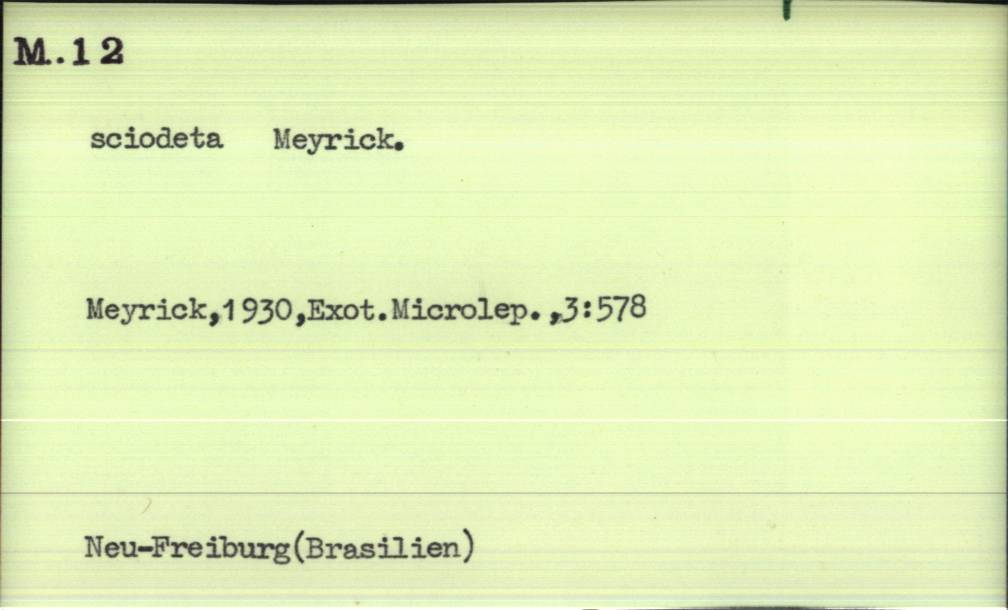 M..12
sciodeta Meyrick.
Meyrick,1930,Exot.Microlep.,3:578
Neu-Freiburg(Brasilien)